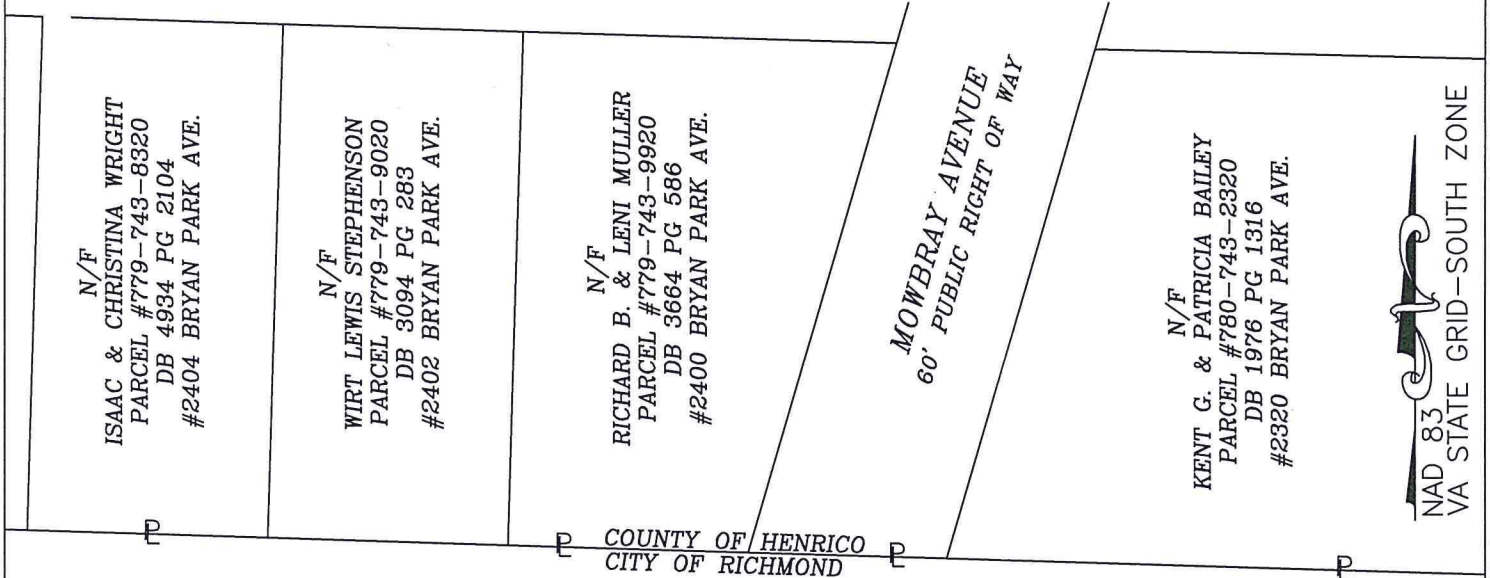 N/F
ISAAC & CHRISTINA WRIGHT
PARCEL #779-743-8320
DB 4934 PG 2104
#2404 BRYAN PARK AVE.
N/F
WIRT LEWIS STEPHENSON
PARCEL #779-743-9020
DB 3094 PG 283
#2402 BRYAN PARK AVE.
N/F
RICHARD B. & LENI MULLER
PARCEL #779-743-9920
DB 3664 PG 586
#2400 BRYAN PARK AVE.
MOWBRAY AVENUE
60' PUBLIC RIGHT OF WAY
N/F
KENT G. & PATRICIA BAILEY
PARCEL #780-743-2320
DB 1976 PG 1316
#2320 BRYAN PARK AVE.
NAD 83
VA STATE GRID-SOUTH ZONE
COUNTY OF HENRICO
CITY OF RICHMOND